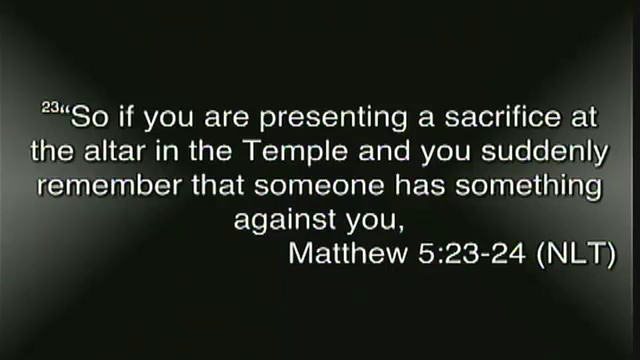 ²³“So if you are presenting a sacrifice at
the altar in the Temple and you suddenly
remember that someone has something
against you,
Matthew 5:23-24 (NLT)